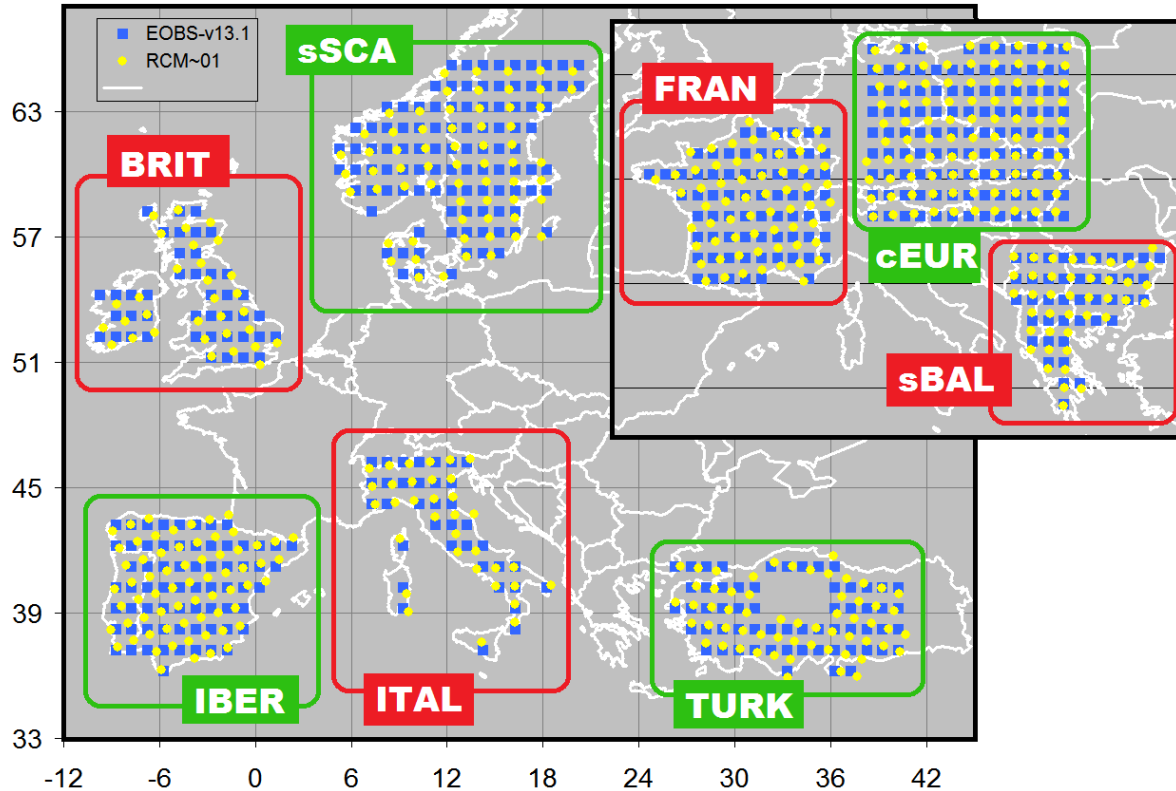 EOBS-v13.1
RCM~01
sSCA
FRAN
BRIT
cEUR
sBAL
IBER
ITAL
TURK
63
57
51
45
39
33
-12 -6 0 6 12 18 24 30 36 42